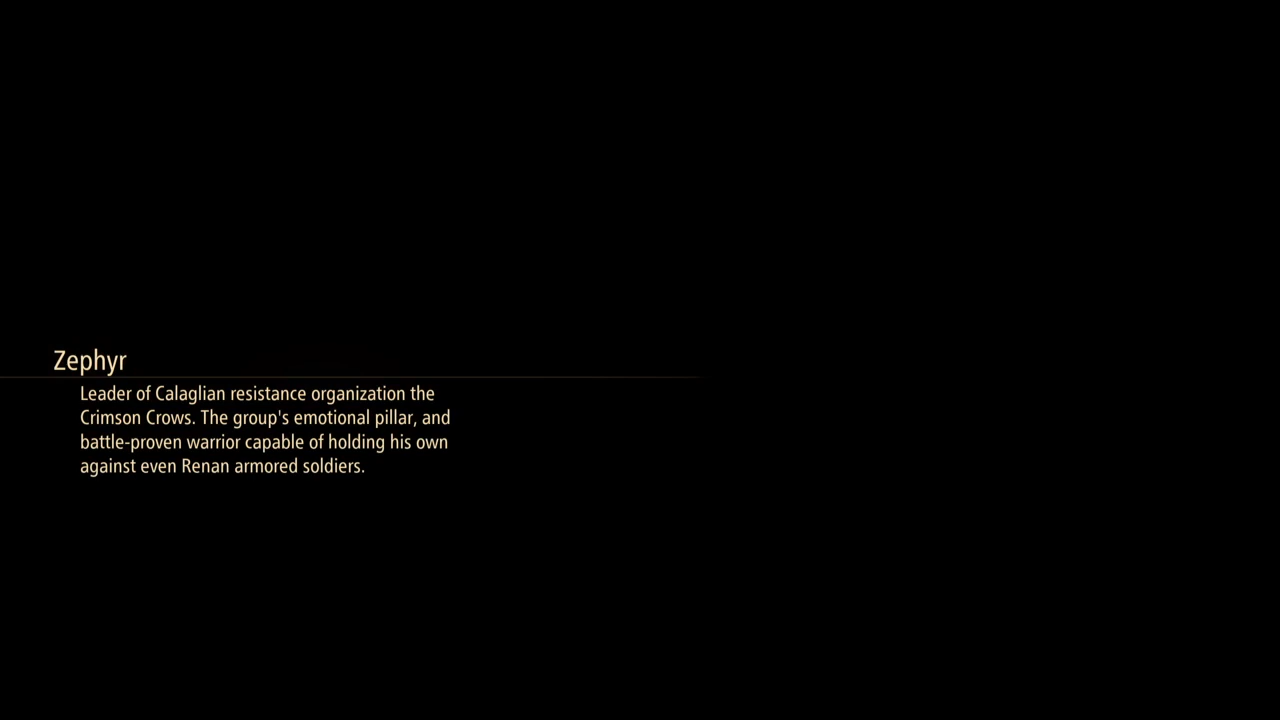 Zephyr
Leader of Calaglian resistance organization the
Crimson Crows. The group's emotional pillar, and
battle-proven warrior capable of holding his own
against even Renan armored soldiers.